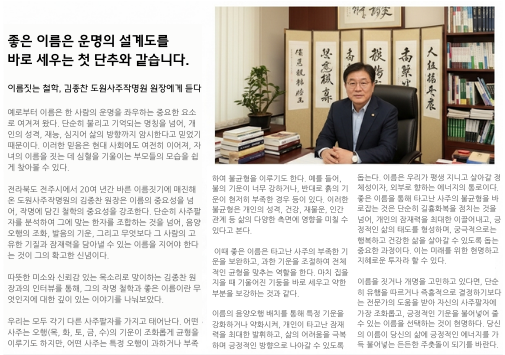 좋은 이름은 운명의 설계도를
바로 세우는 첫 단추와 같습니다.
이름짓는 철학, 김종찬 도원사주작명원 원장에게 듣다
예로부터 이름은 한 사람의 운명을 좌우하는 중요한 요소
로 여겨져 왔다. 단순히 불리고 기억되는 명칭을 넘어, 개
인의 성격, 재능, 심지어 삶의 방향까지 암시한다고 믿었기
때문이다. 이러한 믿음은 현대 사회에도 여전히 이어져, 자
녀의 이름을 짓는 데 심혈을 기울이는 부모들의 모습을 쉽
게 찾아볼 수 있다.
전라북도 전주시에서 20여 년간 바른 이름짓기에 매진해
온 도원사주작명원의 김종찬 원장은 이름의 중요성을 넘
어, 작명에 담긴 철학의 중요성을 강조한다. 단순히 사주팔
자를 분석하여 그에 맞는 한자를 조합하는 것을 넘어, 음양
오행의 조화, 발음의 기운, 그리고 무엇보다 그 사람의 고
유한 기질과 잠재력을 담아낼 수 있는 이름을 지어야 한다
는 것이 그의 확고한 신념이다.
따뜻한 미소와 신뢰감 있는 목소리로 맞이하는 김종찬 원
장과의 인터뷰를 통해, 그의 작명 철학과 좋은 이름이란 무
엇인지에 대한 깊이 있는 이야기를 나눠보았다.
우리는 모두 각기 다른 사주팔자를 가지고 태어난다. 어떤
사주는 오행(목, 화, 토, 금, 수)의 기운이 조화롭게 균형을
이루기도 하지만, 어떤 사주는 특정 오행이 과하거나 부족
하여 불균형을 이루기도 한다. 예를 들어,
불의 기운이 너무 강하거나, 반대로 흙의 기
운이 현저히 부족한 경우 등이 있다. 이러한
불균형은 개인의 성격, 건강, 재물운, 인간
관계 등 삶의 다양한 측면에 영향을 미칠 수
있다고 본다.
이때 좋은 이름은 타고난 사주의 부족한 기
운을 보완하고, 과한 기운을 조절하여 전체
적인 균형을 맞추는 역할을 한다. 마치 집을
지을 때 기울어진 기둥을 바로 세우고 약한
부분을 보강하는 것과 같다.
이름의 음양오행 배치를 통해 특정 기운을
강화하거나 약화시켜, 개인이 타고난 잠재
력을 최대한 발휘하고, 삶의 어려움을 극복
하며 긍정적인 방향으로 나아갈 수 있도록
돕는다. 이름은 우리가 평생 지니고 살아갈 정
체성이자, 외부로 향하는 에너지의 통로이다.
좋은 이름을 통해 타고난 사주의 불균형을 바
로잡는 것은 단순히 길흉화복을 점치는 것을
넘어, 개인의 잠재력을 최대한 이끌어내고, 긍
정적인 삶의 태도를 형성하며, 궁극적으로는
행복하고 건강한 삶을 살아갈 수 있도록 돕는
중요한 과정이다. 이는 미래를 위한 현명하고
지혜로운 투자라 할 수 있다.
이름을 짓거나 개명을 고민하고 있다면, 단순
히 유행을 따르거나 즉흥적으로 결정하기보다
는 전문가의 도움을 받아 자신의 사주팔자에
가장 조화롭고, 긍정적인 기운을 불어넣어 줄
수 있는 이름을 선택하는 것이 현명하다. 당신
의 이름이 당신의 삶에 긍정적인 에너지를 가
득 불어넣는 든든한 주춧돌이 되기를 바란다.